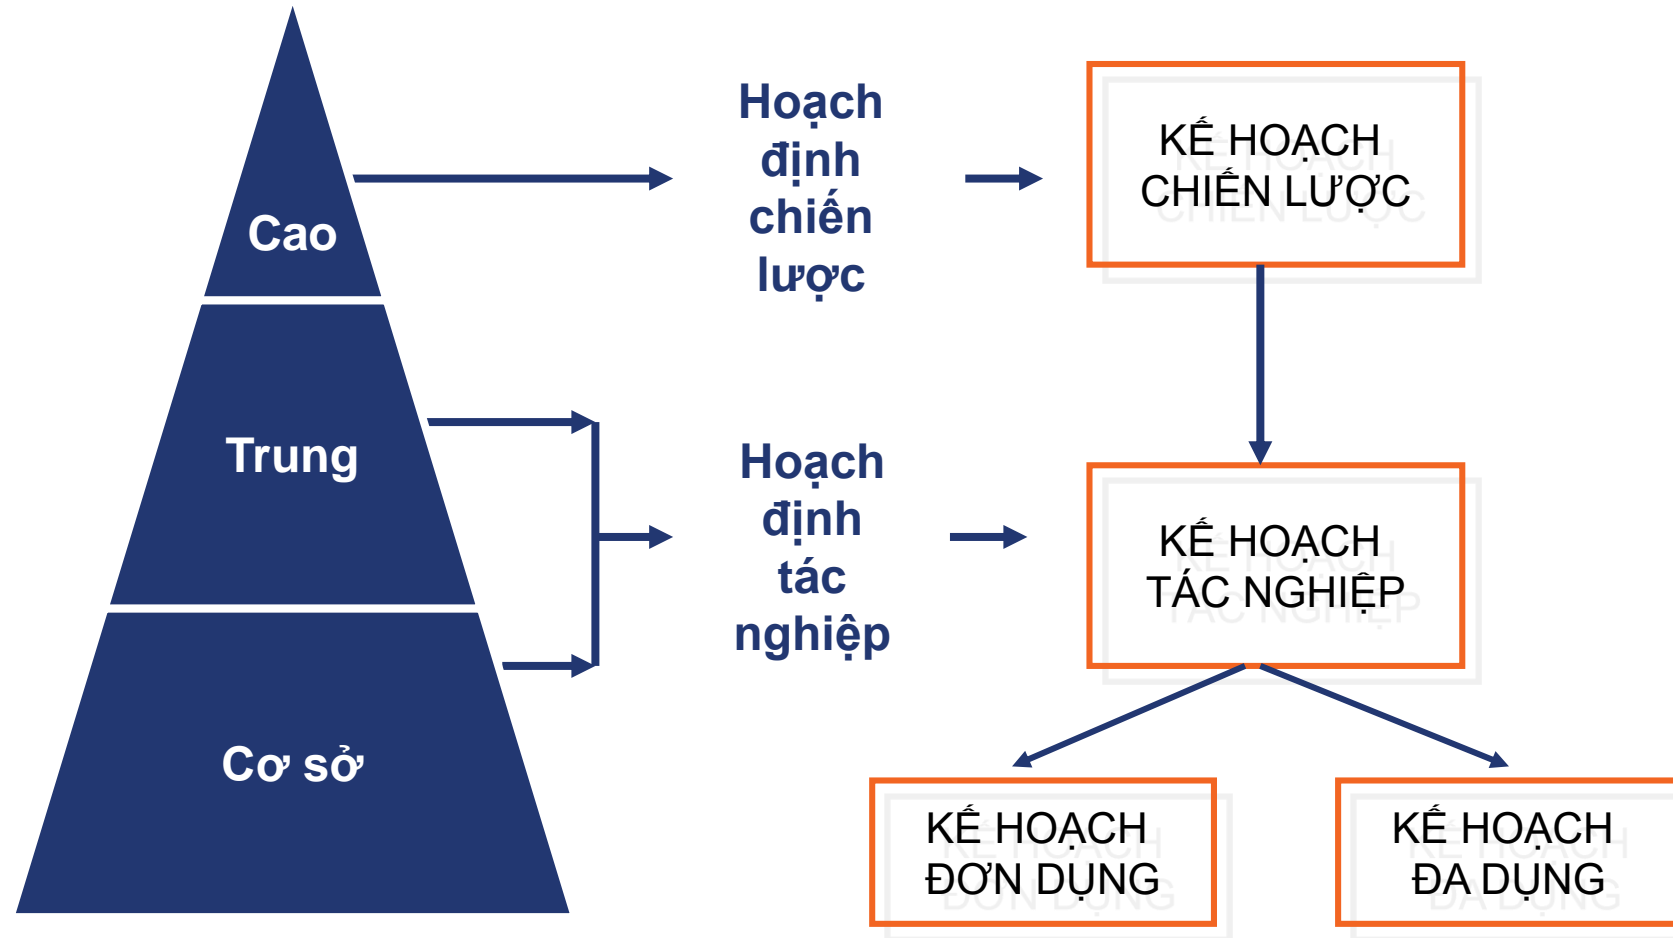 Cao
Hoạch
định
chiến
lược
KẾ HOẠCH
CHIẾN LƯỢC
Trung
Hoạch
định
tác
nghiệp
KẾ HOẠCH
TÁC NGHIỆP
Cơ sở
KẾ HOẠCH
ĐƠN DỤNG
KẾ HOẠCH
ĐA DỤNG